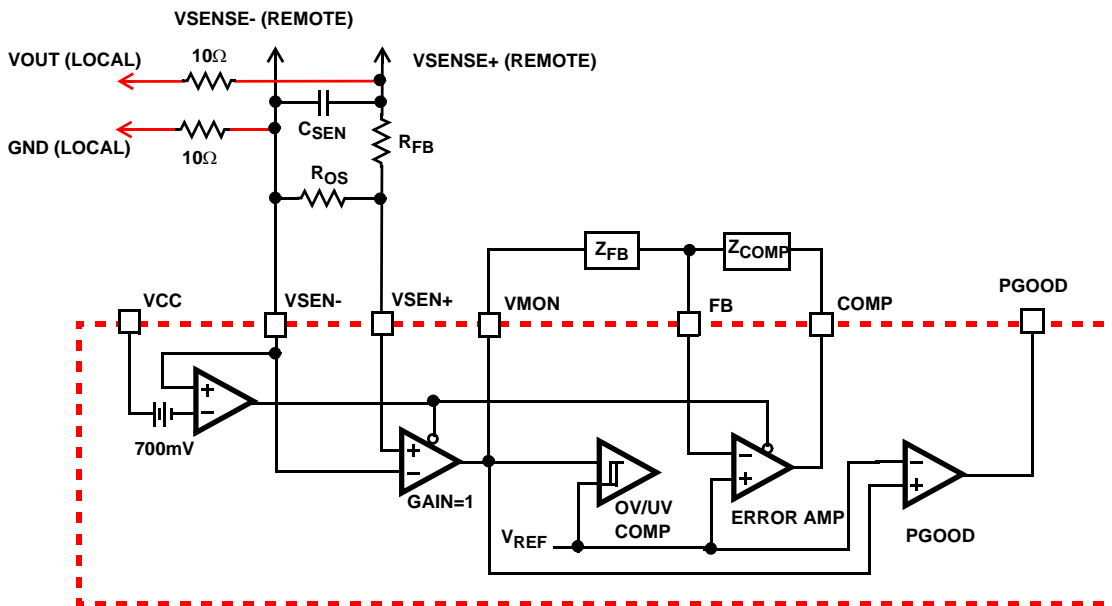 VSENSE- (REMOTE)
10Ω
VOUT (LOCAL)
VSENSE+ (REMOTE)
CSEN
GND (LOCAL)
10Ω
RFB
ROS
ZFB
ZCOMP
VCC
VSEN-
VSEN+
VMON
FB
COMP
PGOOD
+
−
700mV
+
−
GAIN=1
OV/UV
COMP
−
+
ERROR AMP
−
+
PGOOD
VREF